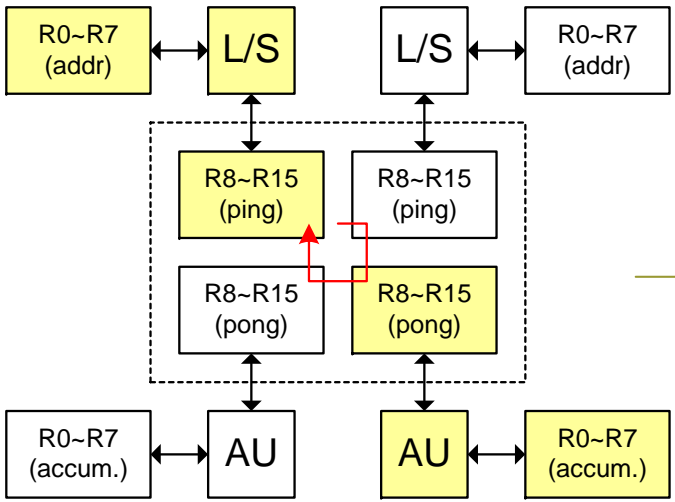 R0~R7
(addr)
L/S
L/S
R0~R7
(addr)
R8~R15
(ping)
R8~R15
(ping)
R8~R15
(pong)
R8~R15
(pong)
R0~R7
(accum.)
AU
AU
R0~R7
(accum.)